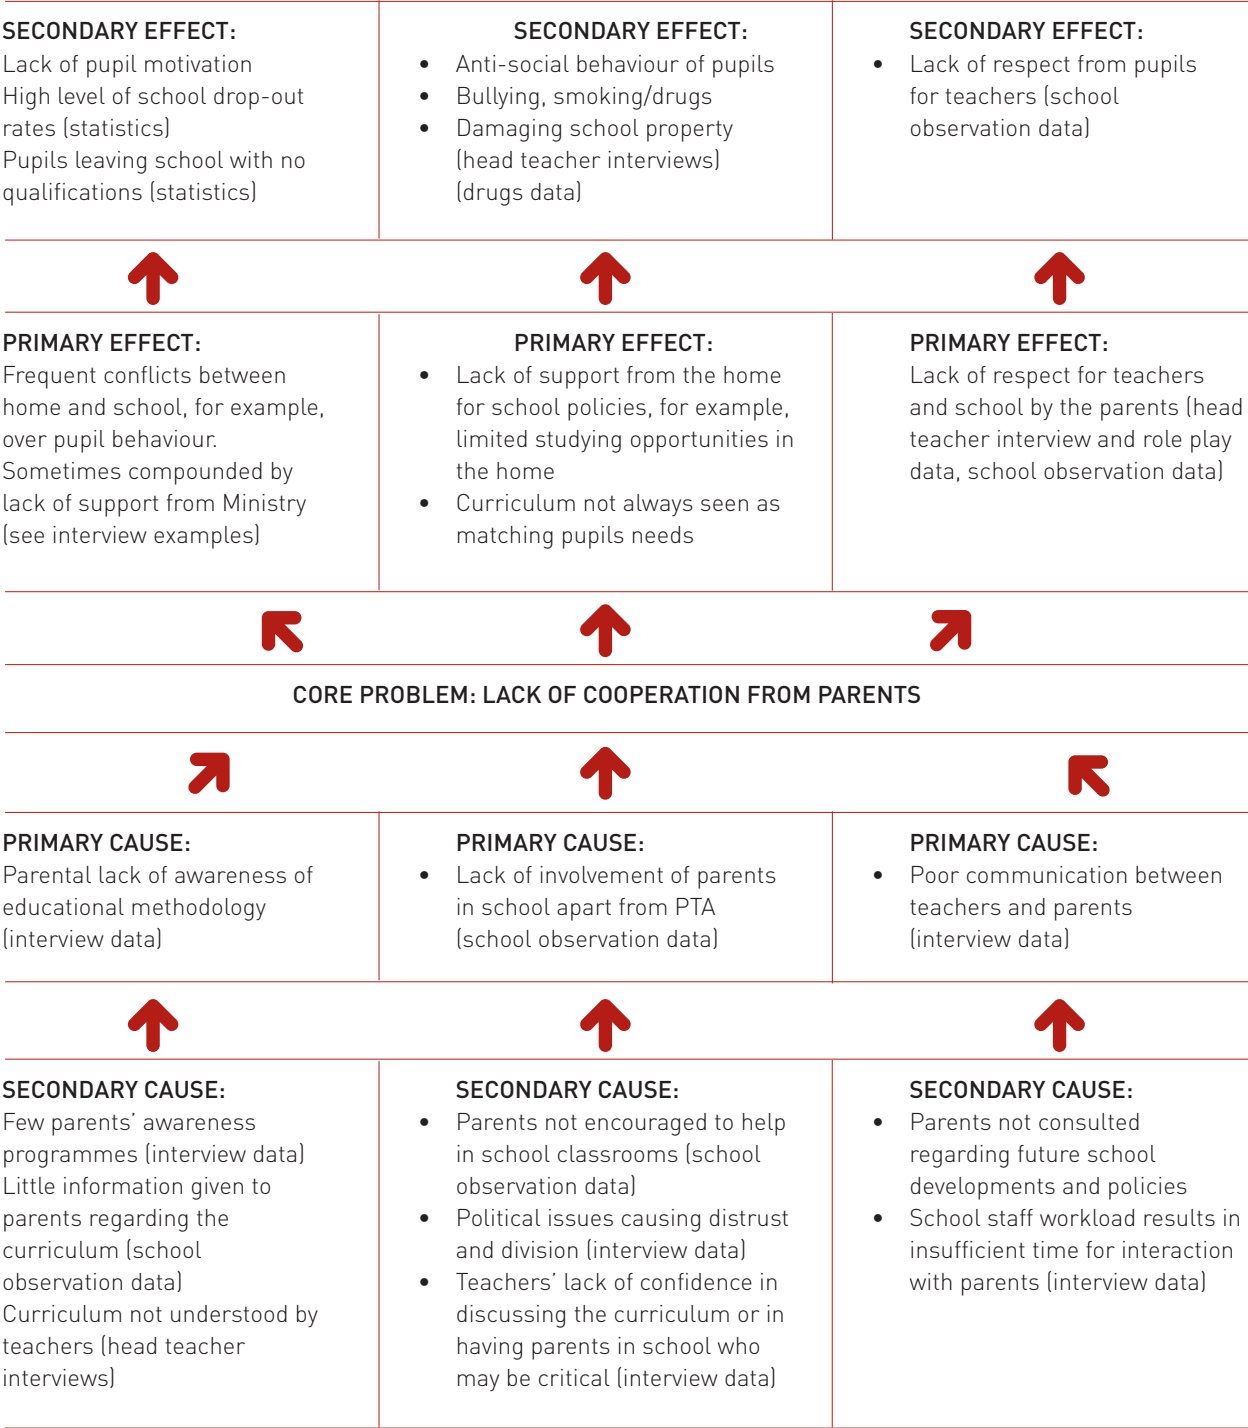 SECONDARY EFFECT:
Lack of pupil motivation
High level of school drop-out
rates (statistics)
Pupils leaving school with no
qualifications (statistics)
SECONDARY EFFECT:
• Anti-social behaviour of pupils
• Bullying, smoking/drugs
• Damaging school property
(head teacher interviews)
(drugs data)
SECONDARY EFFECT:
• Lack of respect from pupils
for teachers (school
observation data)
PRIMARY EFFECT:
Frequent conflicts between
home and school, for example,
over pupil behaviour.
Sometimes compounded by
lack of support from Ministry
(see interview examples)
PRIMARY EFFECT:
• Lack of support from the home
for school policies, for example,
limited studying opportunities in
the home
• Curriculum not always seen as
matching pupils needs
PRIMARY EFFECT:
Lack of respect for teachers
and school by the parents (head
teacher interview and role play
data, school observation data)
CORE PROBLEM: LACK OF COOPERATION FROM PARENTS
PRIMARY CAUSE:
Parental lack of awareness of
educational methodology
(interview data)
PRIMARY CAUSE:
• Lack of involvement of parents
in school apart from PTA
(school observation data)
PRIMARY CAUSE:
• Poor communication between
teachers and parents
(interview data)
SECONDARY CAUSE:
Few parents’ awareness
programmes (interview data)
Little information given to
parents regarding the
curriculum (school
observation data)
Curriculum not understood by
teachers (head teacher
interviews)
SECONDARY CAUSE:
• Parents not encouraged to help
in school classrooms (school
observation data)
• Political issues causing distrust
and division (interview data)
• Teachers’ lack of confidence in
discussing the curriculum or in
having parents in school who
may be critical (interview data)
SECONDARY CAUSE:
• Parents not consulted
regarding future school
developments and policies
• School staff workload results in
insufficient time for interaction
with parents (interview data)